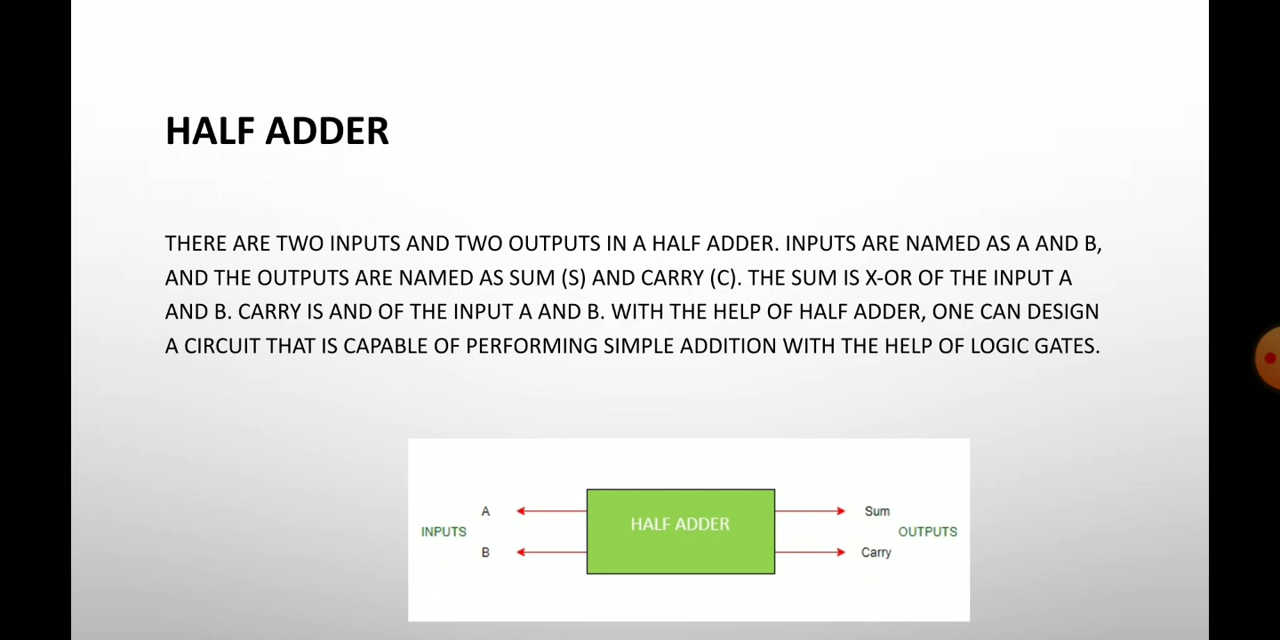 HALF ADDER
THERE ARE TWO INPUTS AND TWO OUTPUTS IN A HALF ADDER. INPUTS ARE NAMED AS A AND B,
AND THE OUTPUTS ARE NAMED AS SUM (S) AND CARRY (C). THE SUM IS X-OR OF THE INPUT A
AND B. CARRY IS AND OF THE INPUT A AND B. WITH THE HELP OF HALF ADDER, ONE CAN DESIGN
A CIRCUIT THAT IS CAPABLE OF PERFORMING SIMPLE ADDITION WITH THE HELP OF LOGIC GATES.
INPUTS
A
B
HALF ADDER
Sum
Carry
OUTPUTS